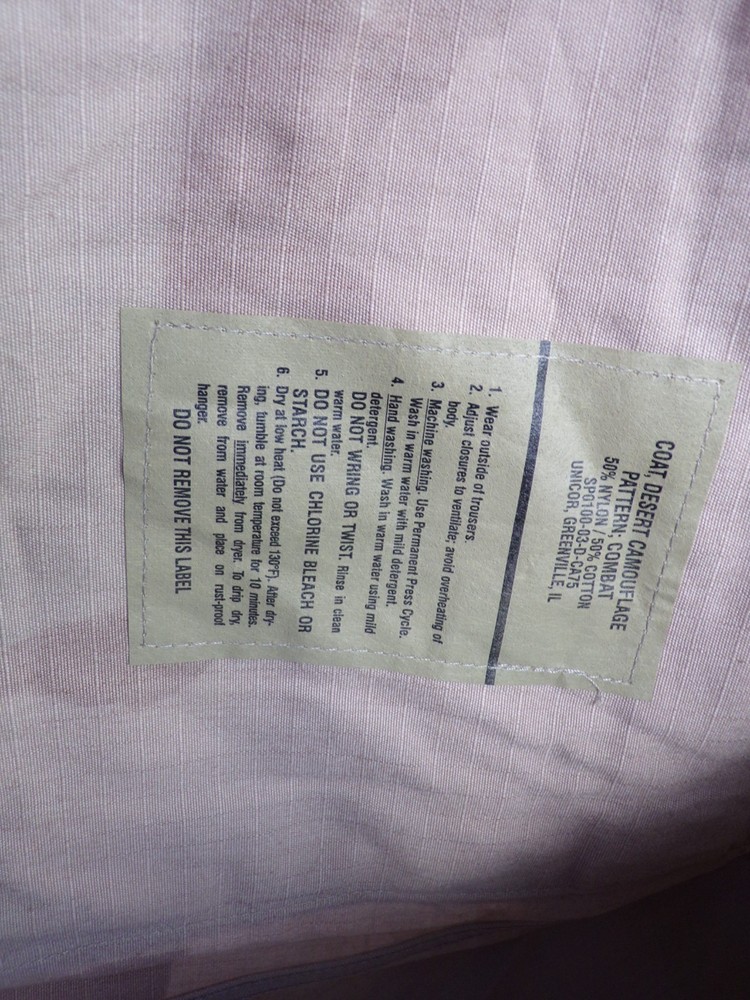 COAT, DESERT CAMOUFLAGE
PATTERN; COMBAT
50% NYLON / 50% COTTON
SPO100-03-D-CA75
UNICOR, GREENVILLE, IL
1. Wear outside of trousers.
2. Adjust closures to ventilate; avoid overheating of
body.
3. Machine washing. Use Permanent Press Cycle.
Wash in warm water with mild detergent.
4. Hand washing. Wash in warm water using mild
detergent.
DO NOT WRING OR TWIST. Rinse in clean
warm water.
5. DO NOT USE CHLORINE BLEACH OR
STARCH.
6. Dry at low heat (Do not exceed 130°F). After dry-
ing, tumble at room temperature for 10 minutes.
Remova immediately from dryer. To drip dry,
remove from water and place on rust-proof
hanger.
DO NOT REMOVE THIS LABEL